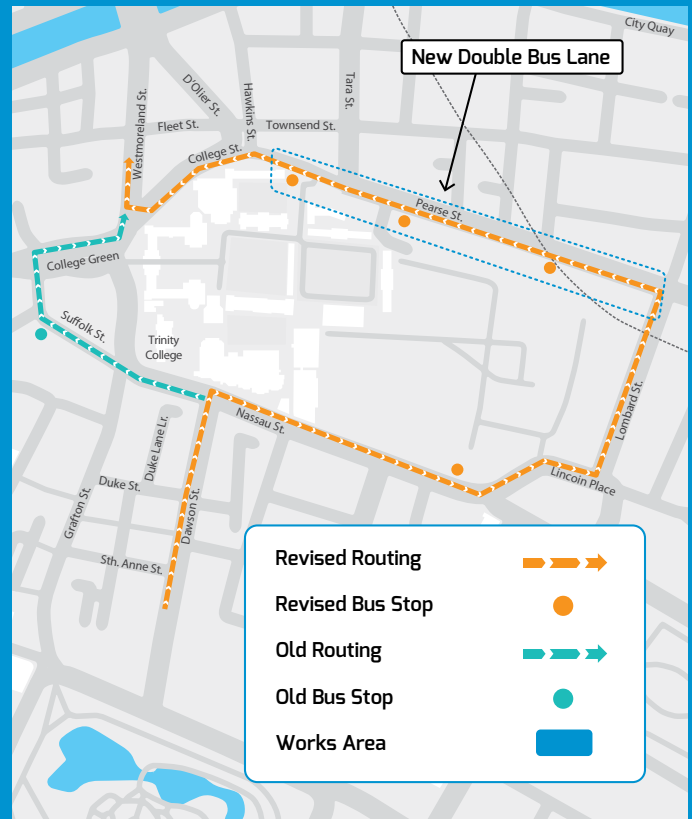 City Quay
New Double Bus Lane
D'Olier St.
Westmoreland St.
Hawkins St.
Tara St.
Fleet St.
Townsend St.
College St.
Pearse St.
College Green
Suffolk St.
Trinity
College
Nassau St.
Lombard St.
Lincoln Place
Duke Lane Lr.
Duke St.
Grafton St.
Dawson St.
Sth. Anne St.
Revised Routing
Revised Bus Stop
Old Routing
Old Bus Stop
Works Area